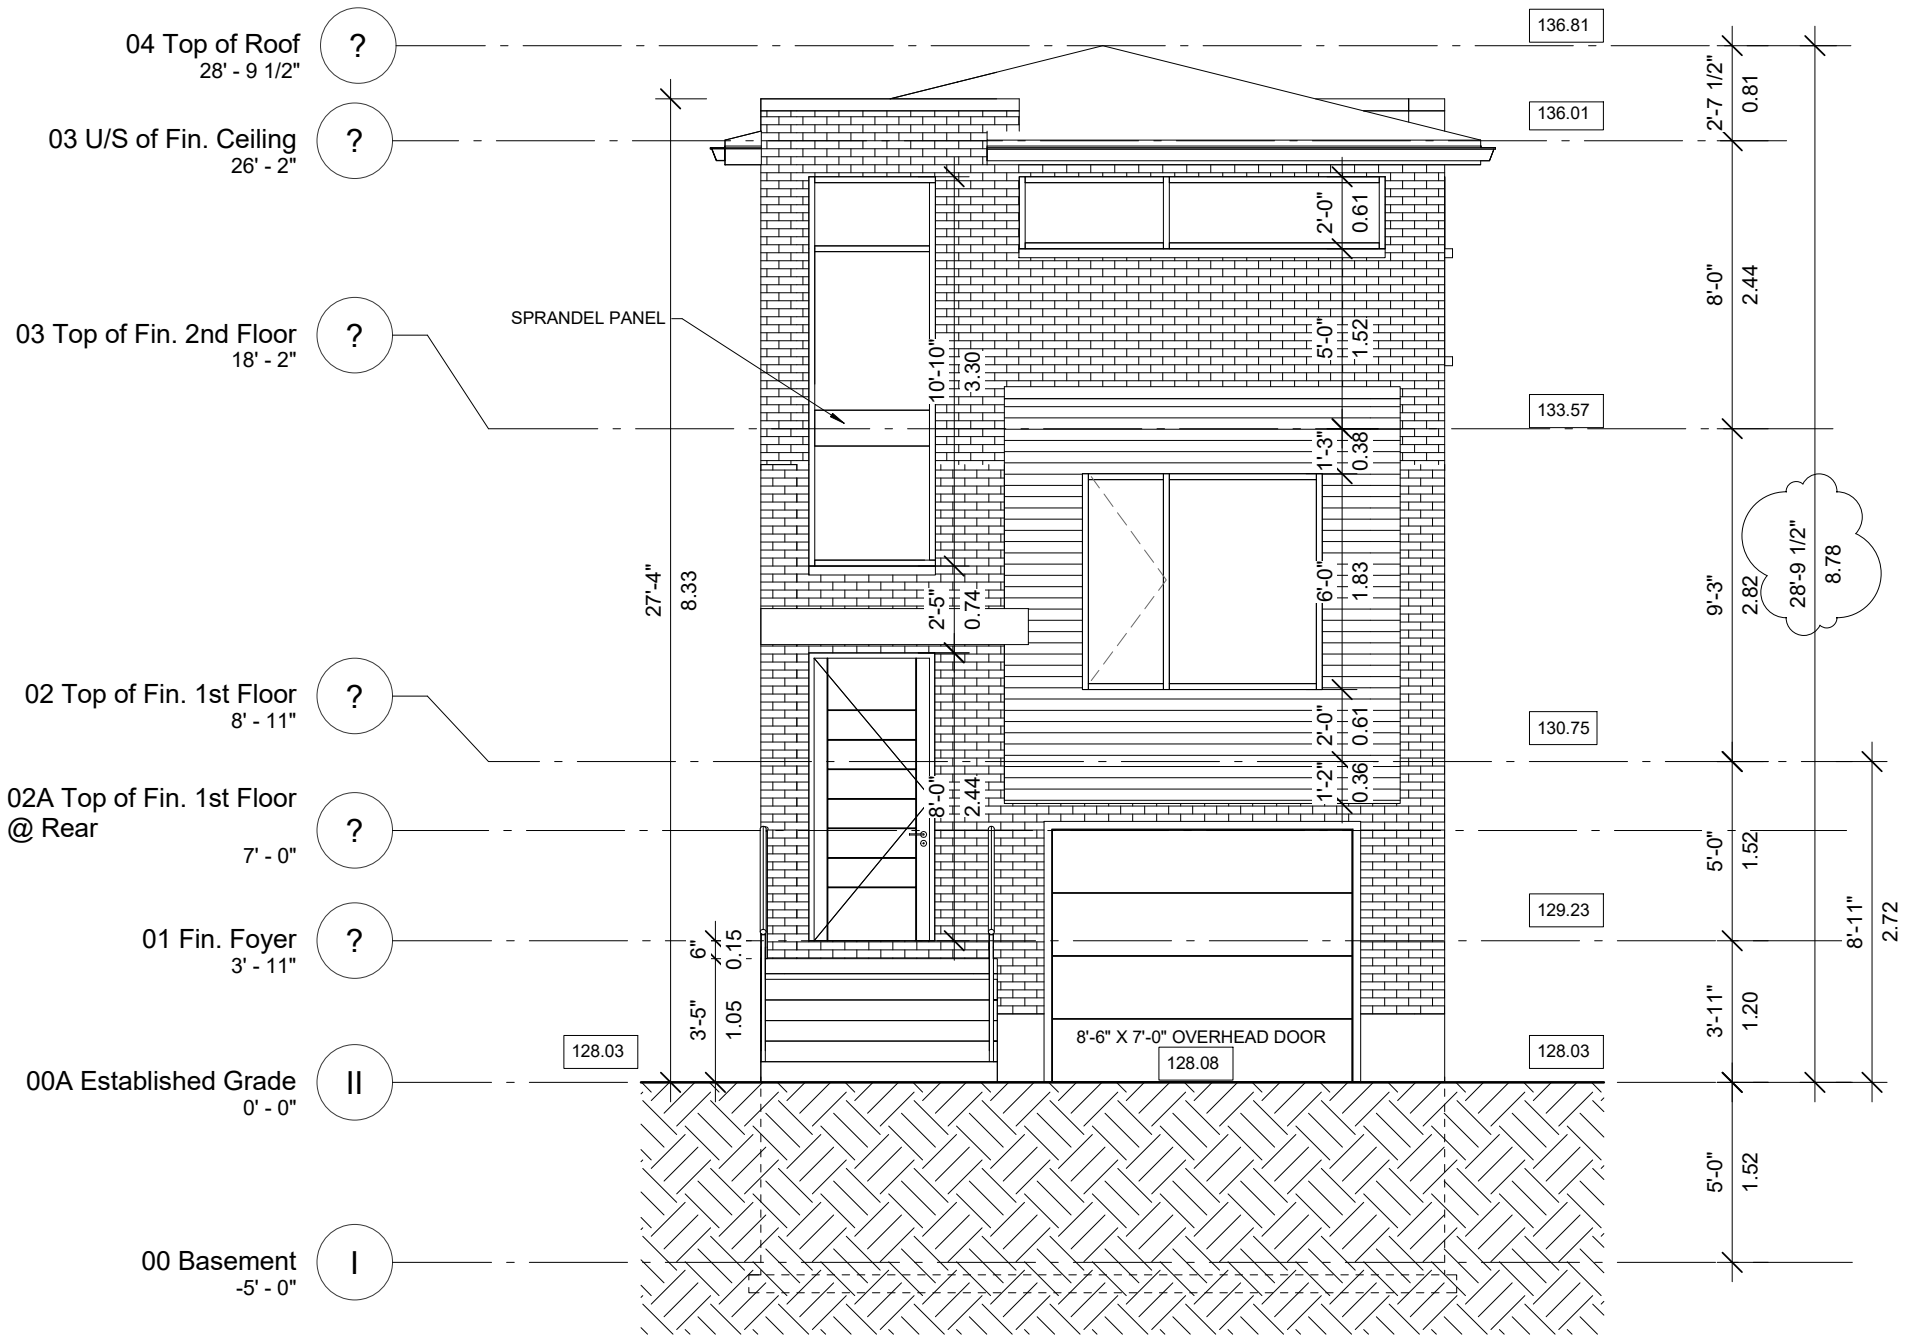 04 Top of Roof
28' - 9 1/2"
?
03 U/S of Fin. Ceiling
26' - 2"
?
03 Top of Fin. 2nd Floor
18' - 2"
?
02 Top of Fin. 1st Floor
8' - 11"
?
02A Top of Fin. 1st Floor
@ Rear
7' - 0"
?
01 Fin. Foyer
3' - 11"
?
00A Established Grade
0' - 0"
II
00 Basement
-5' - 0"
I
27'-4"
8.33
SPRANDEL PANEL
10'-10"
3.30
2'-5"
0.74
8'-0"
2.44
6"
0.15
3'-5"
1.05
128.03
2'-0"
0.61
5'-0"
1.52
1'-3"
0.38
6'-0"
1.83
2'-0"
0.61
1'-2"
0.36
8'-6" X 7'-0" OVERHEAD DOOR
128.08
136.81
136.01
133.57
130.75
129.23
128.03
2'-7 1/2"
0.81
8'-0"
2.44
9'-3"
2.82
5'-0"
1.52
3'-11"
1.20
5'-0"
1.52
28'-9 1/2"
8.78
8'-11"
2.72